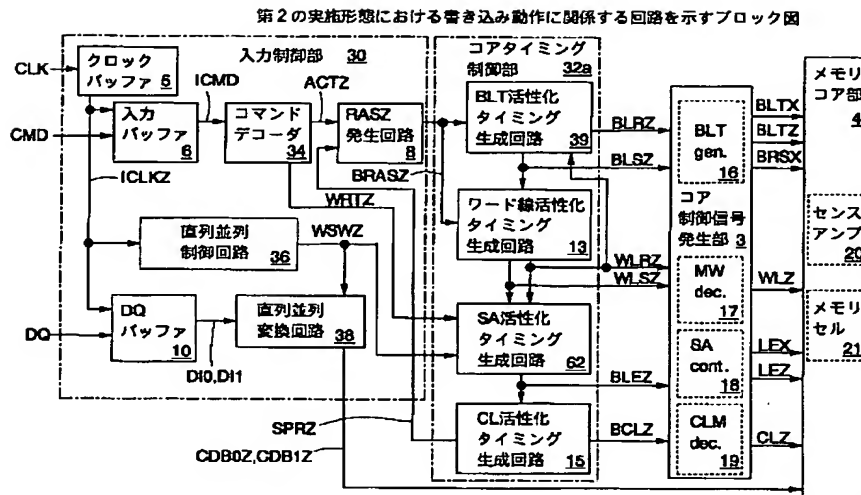 第2の実施形態における書き込み動作に関係する回路を示すブロック図
CLK
クロック
バッファ 5
入力制御部 30
ICMD
ACTZ
CMD
入力
バッファ
6
コマンド
デコーダ
34
RASZ
発生回路
8
ICLKZ
WRTZ
BRASZ
直列並列
制御回路
36
WSWZ
DQ
DQ
バッファ
10
直列並列
変換回路
38
DI0,DI1
SPRZ
CDB0Z,CDB1Z
コアタイミング
制御部
32a
BLT活性化
タイミング
生成回路
39
ワード線活性化
タイミング
生成回路
13
SA活性化
タイミング
生成回路
62
CL活性化
タイミング
生成回路
15
BLRZ
BLSZ
WLRZ
WLSZ
BLEZ
BCLZ
BLT
gen.
16
コア
制御信号
発生部 3
MW
dec.
17
SA
cont.
18
CLM
dec.
19
BLTX
BLTZ
BRSX
WLZ
LEX
LEZ
CLZ
メモリ
コア部
4
センス
アンプ
20
メモリ
セル
21